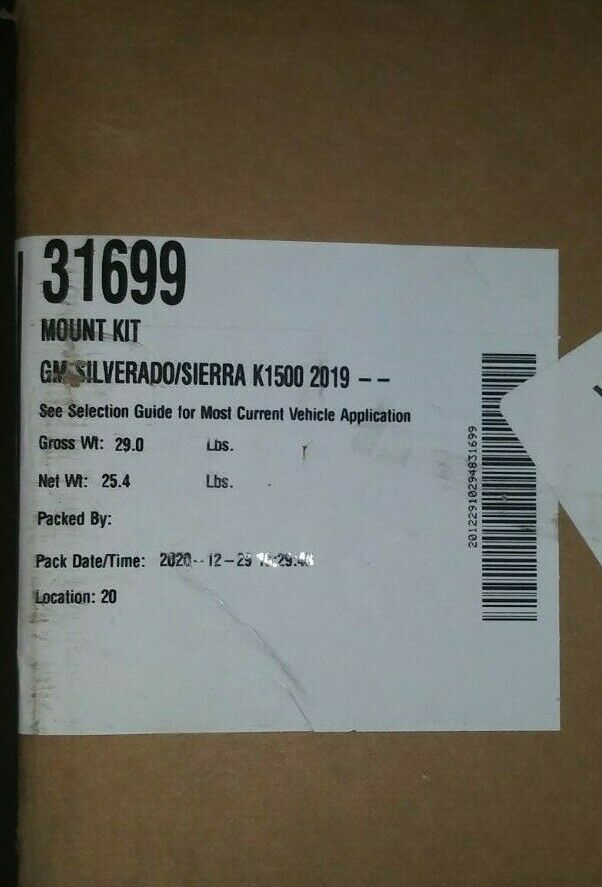 31699
MOUNT KIT
GM SILVERADO/SIERRA K1500 2019 – –
See Selection Guide for Most Current Vehicle Application
Gross Wt: 29.0 Lbs.
Net Wt: 25.4 Lbs.
Packed By:
Pack Date/Time: 2020--12–29
Location: 20
20122910294831699